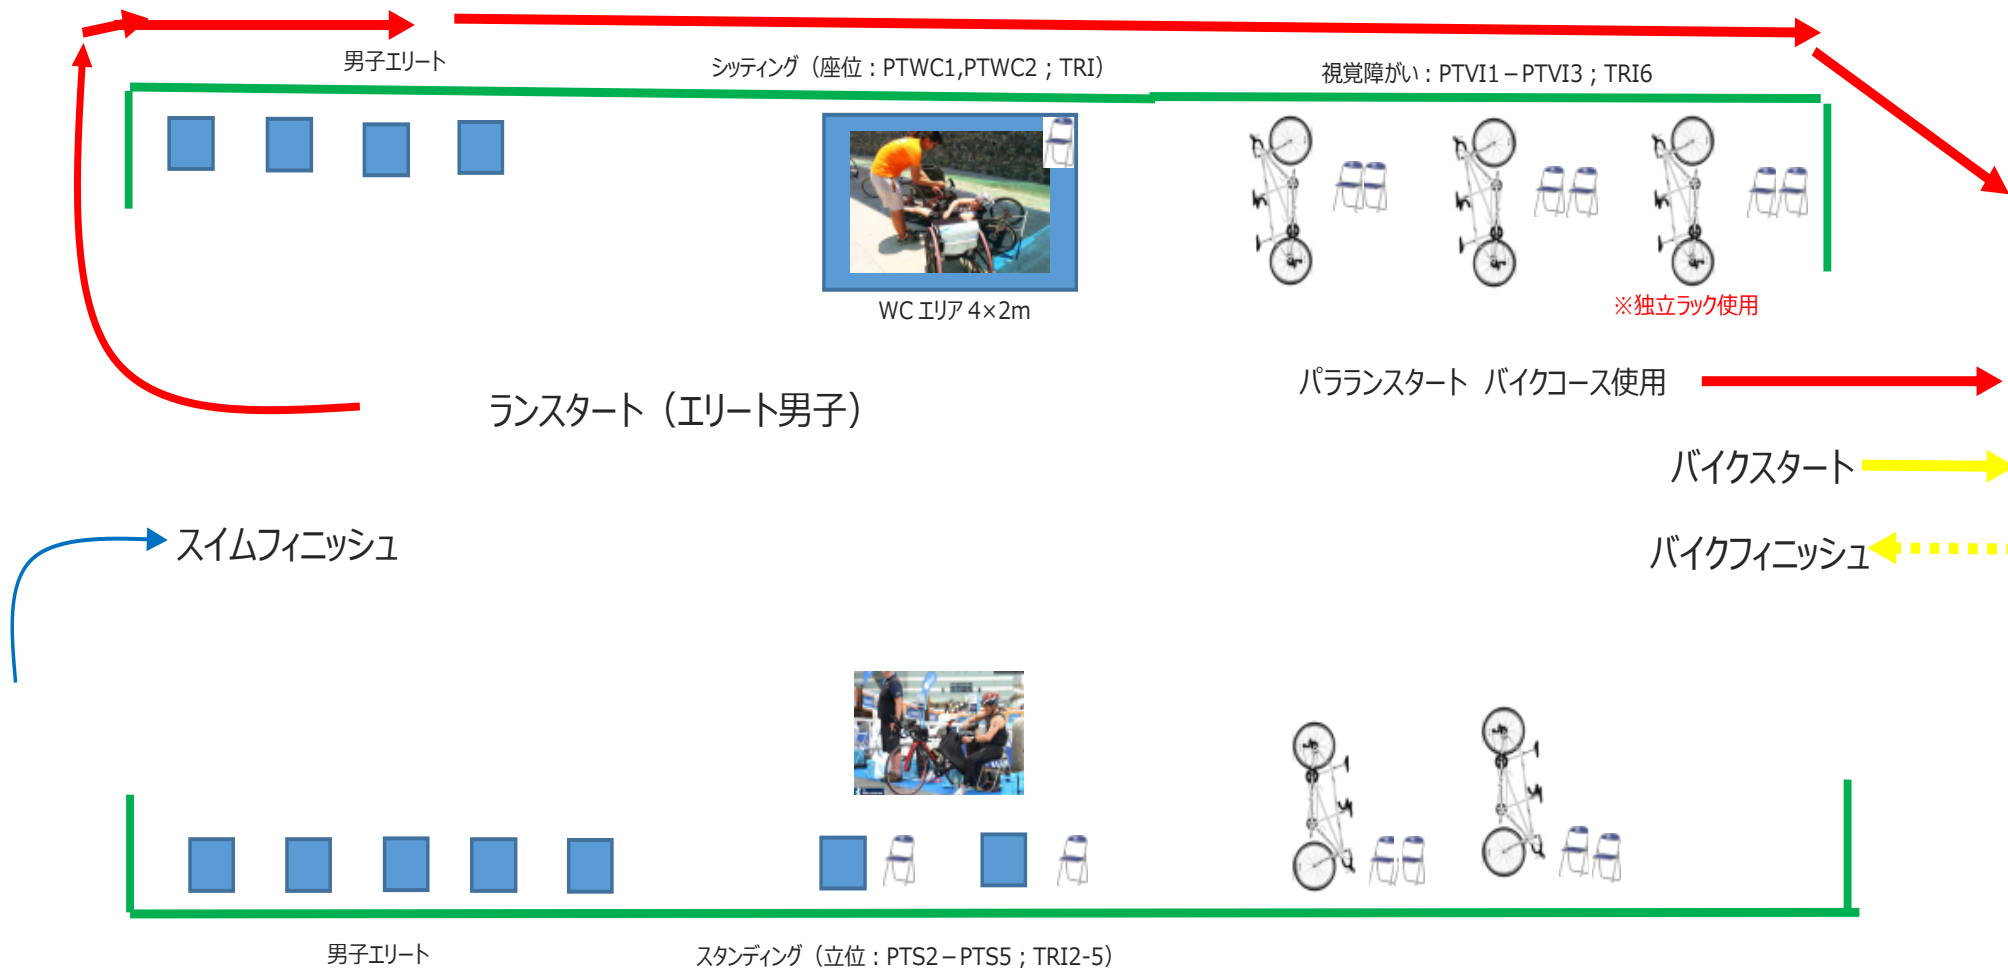 男子エリート
シッティング（座位：PTWC1,PTWC2；TRI）
視覚障がい：PTVI1－PTVI3；TRI6
WC エリア 4×2m
※独立ラック使用
パラランスタート　バイクコース使用
ランスタート（エリート男子）
バイクスタート
スイムフィニッシュ
バイクフィニッシュ
男子エリート
スタンディング（立位：PTS2－PTS5；TRI2-5）